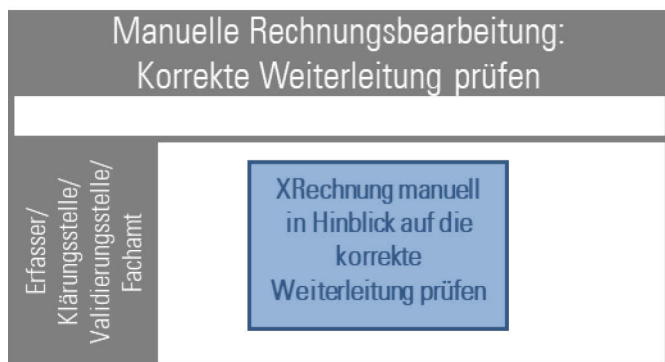 Manuelle Rechnungsbearbeitung:
Korrekte Weiterleitung prüfen
Erfasser/
Klärungsstelle/
Validierungsstelle/
Fachamt
XRechnung manuell
in Hinblick auf die
korrekte
Weiterleitung prüfen